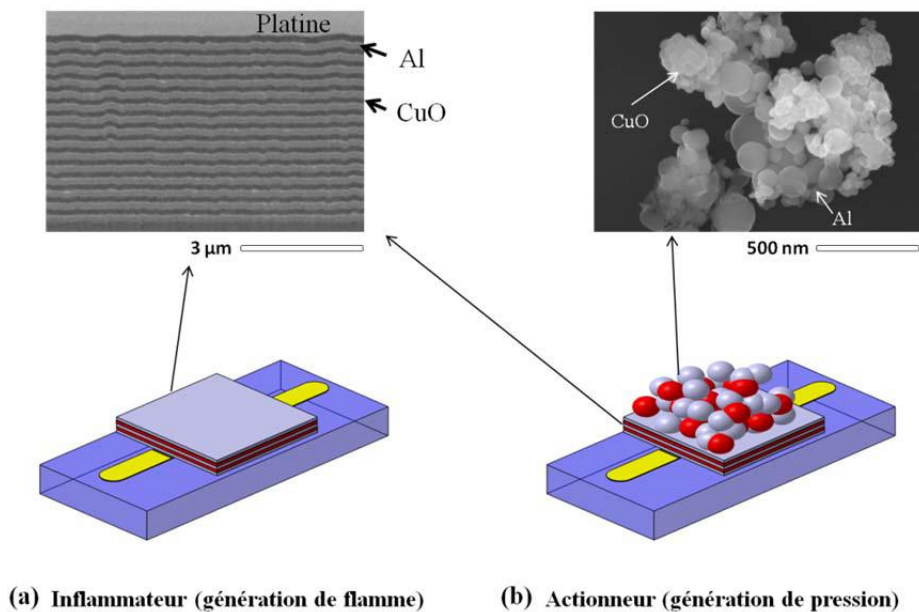 Platine
Al
CuO
3 µm
CuO
Al
500 nm
(a) Inflammateur (génération de flamme)
(b) Actionneur (génération de pression)